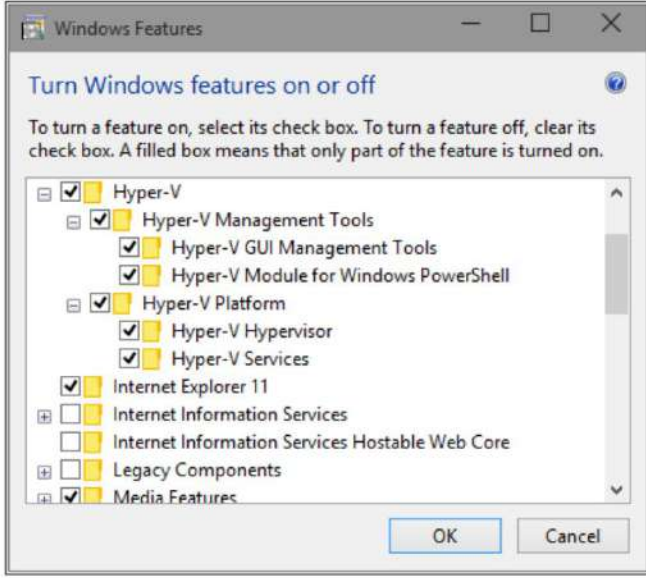 Windows Features
Turn Windows features on or off
To turn a feature on, select its check box. To turn a feature off, clear its
check box. A filled box means that only part of the feature is turned on.
Hyper-V
Hyper-V Management Tools
Hyper-V GUI Management Tools
Hyper-V Module for Windows PowerShell
Hyper-V Platform
Hyper-V Hypervisor
Hyper-V Services
Internet Explorer 11
Internet Information Services
Internet Information Services Hostable Web Core
Legacy Components
Media Features
OK Cancel